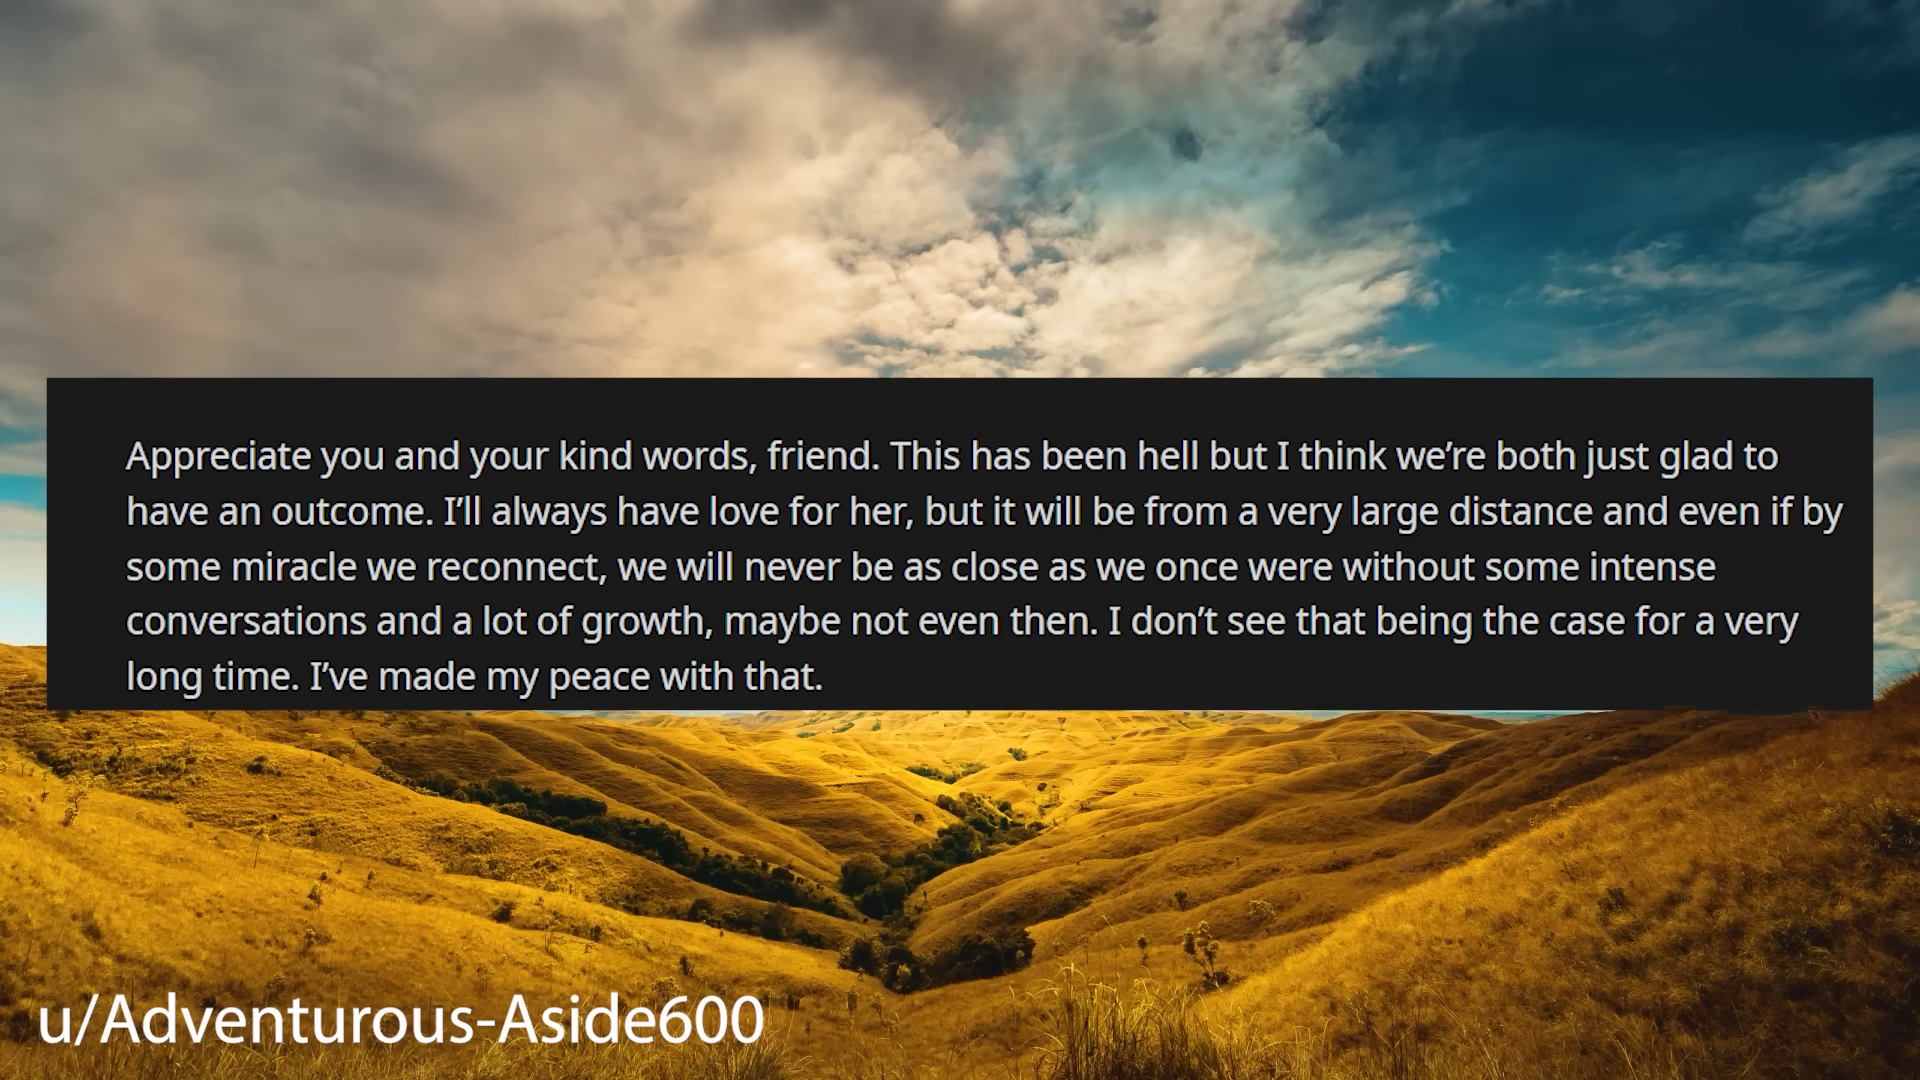 Appreciate you and your kind words, friend. This has been hell but I think we’re both just glad to
have an outcome. I’ll always have love for her, but it will be from a very large distance and even if by
some miracle we reconnect, we will never be as close as we once were without some intense
conversations and a lot of growth, maybe not even then. I don’t see that being the case for a very
long time. I’ve made my peace with that.
u/Adventurous-Aside600